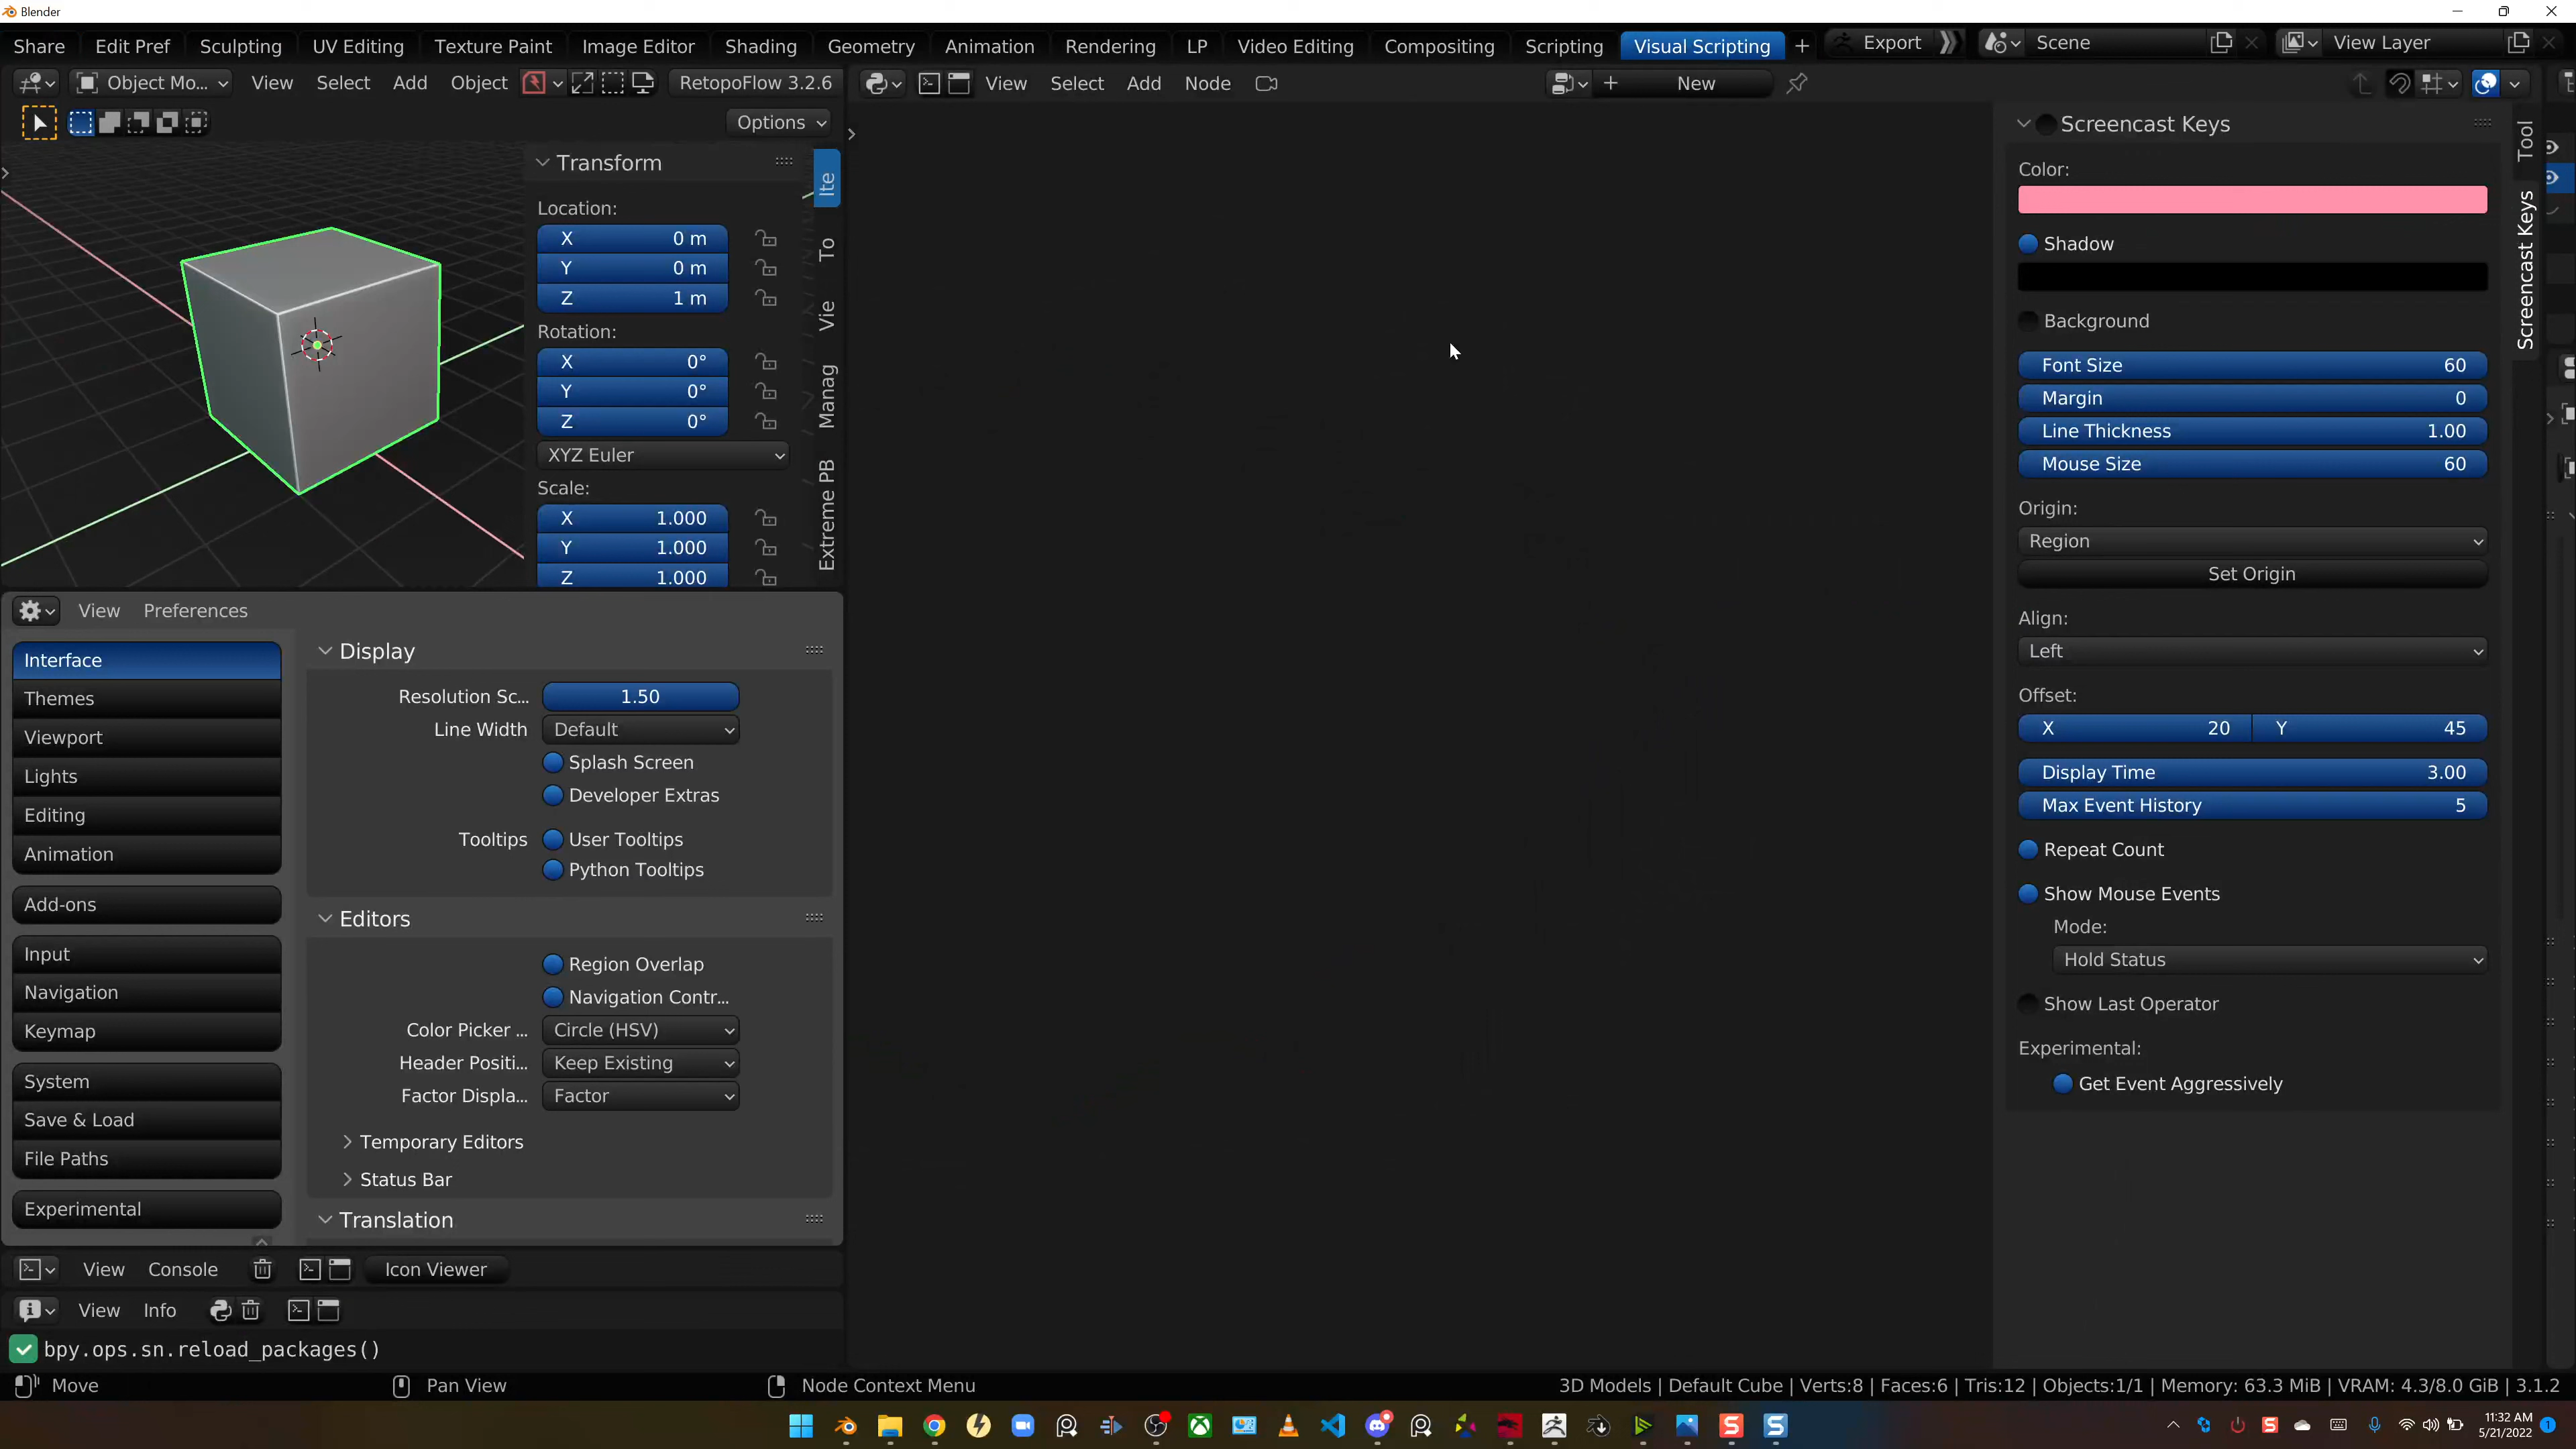 Blender
Share Edit Pref Sculpting UV Editing Texture Paint Image Editor Shading Geometry Animation Rendering LP Video Editing Compositing Scripting Visual Scripting + Export Scene View Layer
Object Mo... View Select Add Object RetopoFlow 3.2.6
View Select Add Node + New
Options
Transform
Location:
X 0 m
Y 0 m
Z 1 m
Rotation:
X 0°
Y 0°
Z 0°
XYZ Euler
Scale:
X 1.000
Y 1.000
Z 1.000
Ite
To
Vie
Manag
Extreme PB
View Preferences
Interface
Themes
Viewport
Lights
Editing
Animation
Add-ons
Input
Navigation
Keymap
System
Save & Load
File Paths
Experimental
Display
Resolution Sc... 1.50
Line Width Default
Splash Screen
Developer Extras
Tooltips User Tooltips
Python Tooltips
Editors
Region Overlap
Navigation Contr...
Color Picker ... Circle (HSV)
Header Positi... Keep Existing
Factor Displa... Factor
Temporary Editors
Status Bar
Translation
View Console Icon Viewer
View Info
bpy.ops.sn.reload_packages()
Screencast Keys
Color:
Shadow
Background
Font Size 60
Margin 0
Line Thickness 1.00
Mouse Size 60
Origin:
Region
Set Origin
Align:
Left
Offset:
X 20 Y 45
Display Time 3.00
Max Event History 5
Repeat Count
Show Mouse Events
Mode:
Hold Status
Show Last Operator
Experimental:
Get Event Aggressively
Tool
Screencast Keys
Move Pan View Node Context Menu
3D Models | Default Cube | Verts:8 | Faces:6 | Tris:12 | Objects:1/1 | Memory: 63.3 MiB | VRAM: 4.3/8.0 GiB | 3.1.2
11:32 AM
5/21/2022
1